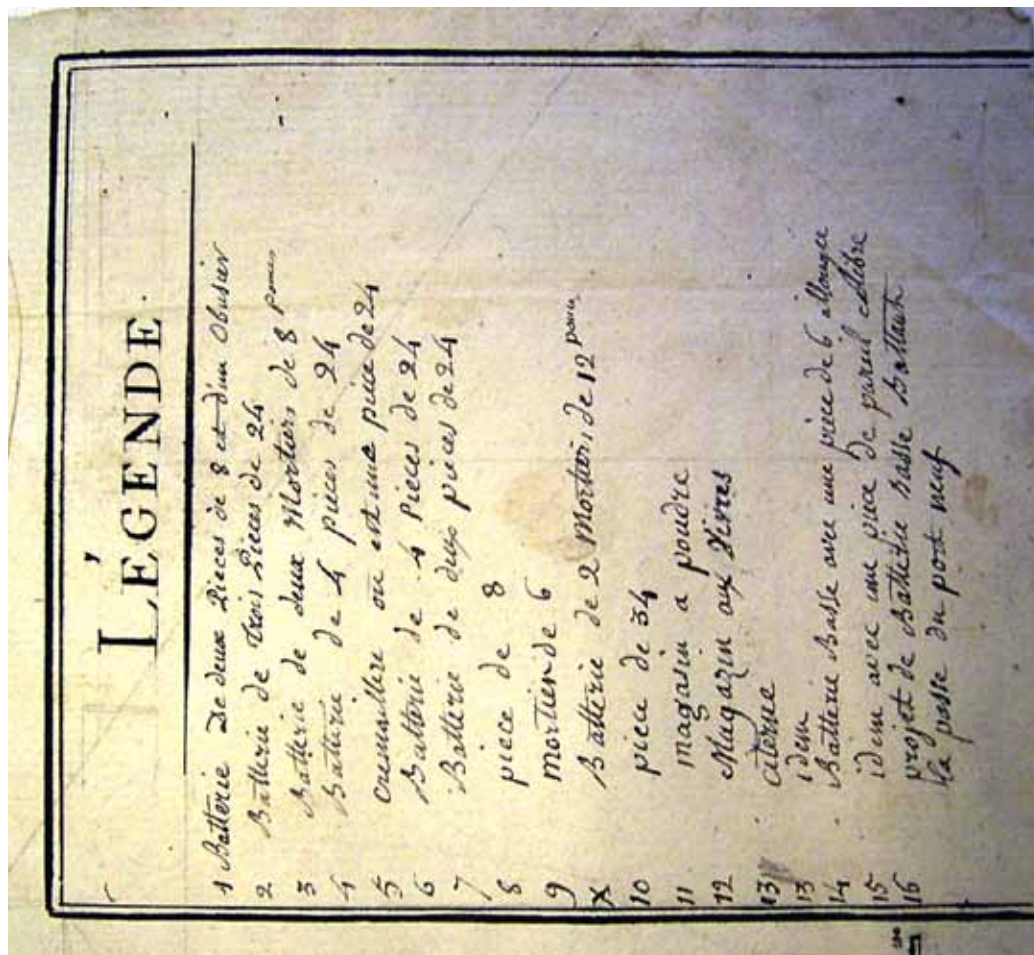 LÉGENDE
1 Batterie De deux Pieces de 8 et d'un Obusier
2 Batterie de trois Pieces de 24
3 Batterie de deux Mortiers de 8 pouces
4 Batterie de 4 pieces de 24
5 Cremaillere ou est une piece de 24
6 Batterie de 4 Pieces de 24
7 Batterie de deux pieces de 24
8 piece de 8
9 mortier de 6
X Batterie de 2 Mortiers de 12 pouces
10 piece de 34
11 magasin a poudre
12 Magazin aux Vivres
13 citerne
13 idem
14 Batterie Basse avec une piece de 6 allongee
15 idem avec une piece de pareil calibre
16 projet de Batterie basse Battante
la passe du port neuf